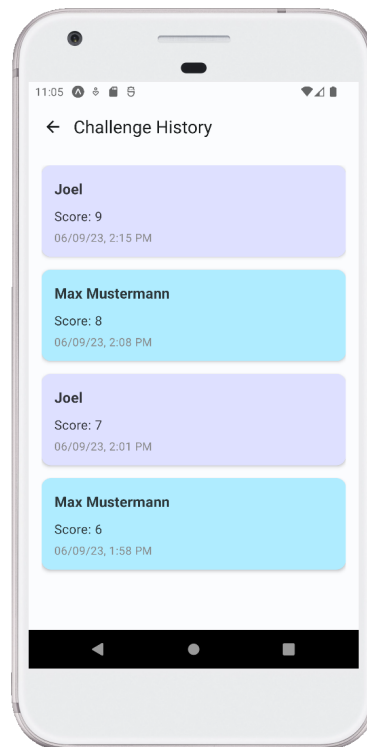 11:05
Challenge History
Joel
Score: 9
06/09/23, 2:15 PM
Max Mustermann
Score: 8
06/09/23, 2:08 PM
Joel
Score: 7
06/09/23, 2:01 PM
Max Mustermann
Score: 6
06/09/23, 1:58 PM